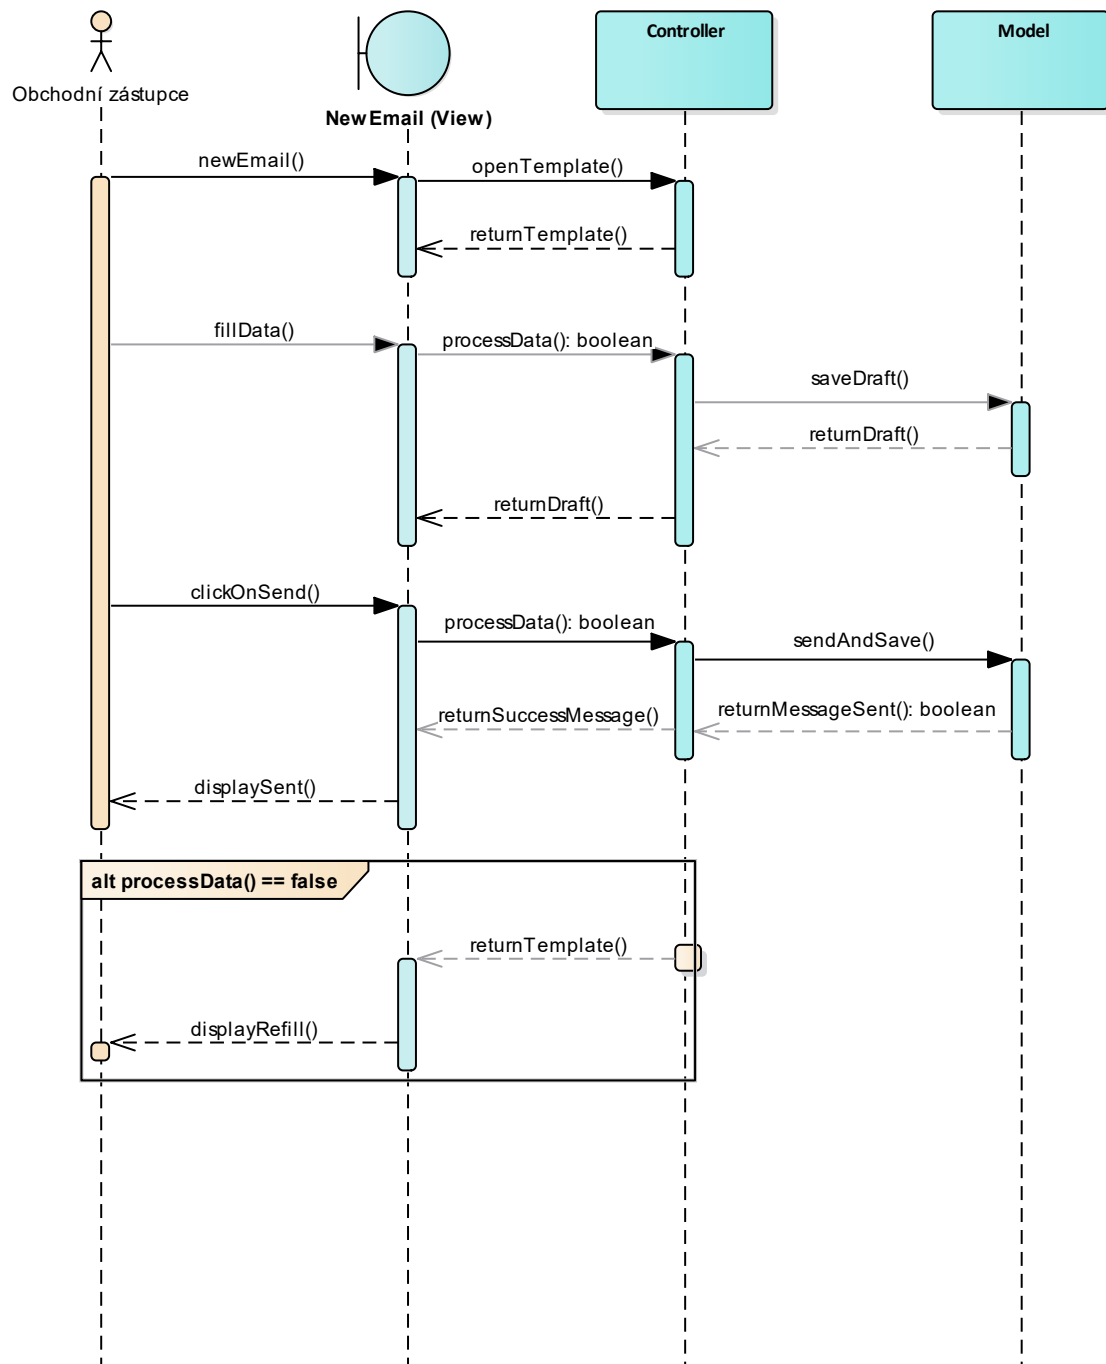 Controller
Model
Obchodní zástupce
NewEmail (View)
newEmail()
openTemplate()
returnTemplate()
fillData()
processData(): boolean
saveDraft()
returnDraft()
returnDraft()
clickOnSend()
processData(): boolean
sendAndSave()
returnSuccessMessage()
returnMessageSent(): boolean
displaySent()
alt processData() == false
returnTemplate()
displayRefill()